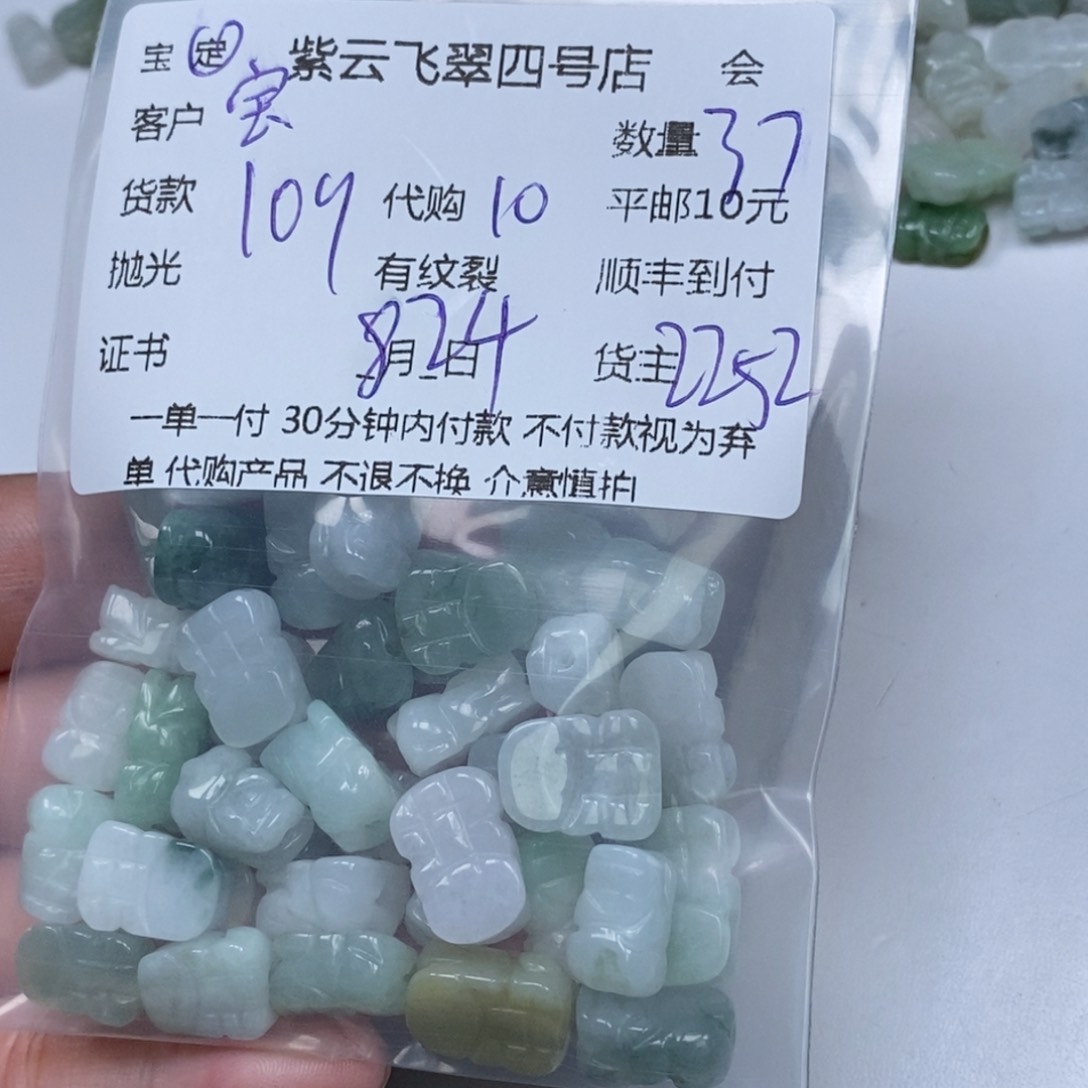 宝 定 紫云飞翠四号店 会
客户 宝 数量 37
货款 109 代购 10 平邮10元
抛光 有纹裂 顺丰到付
证书 8月24日 货主 2252
一单一付 30分钟内付款 不付款视为弃
单 代购产品 不退不换 介意慎拍